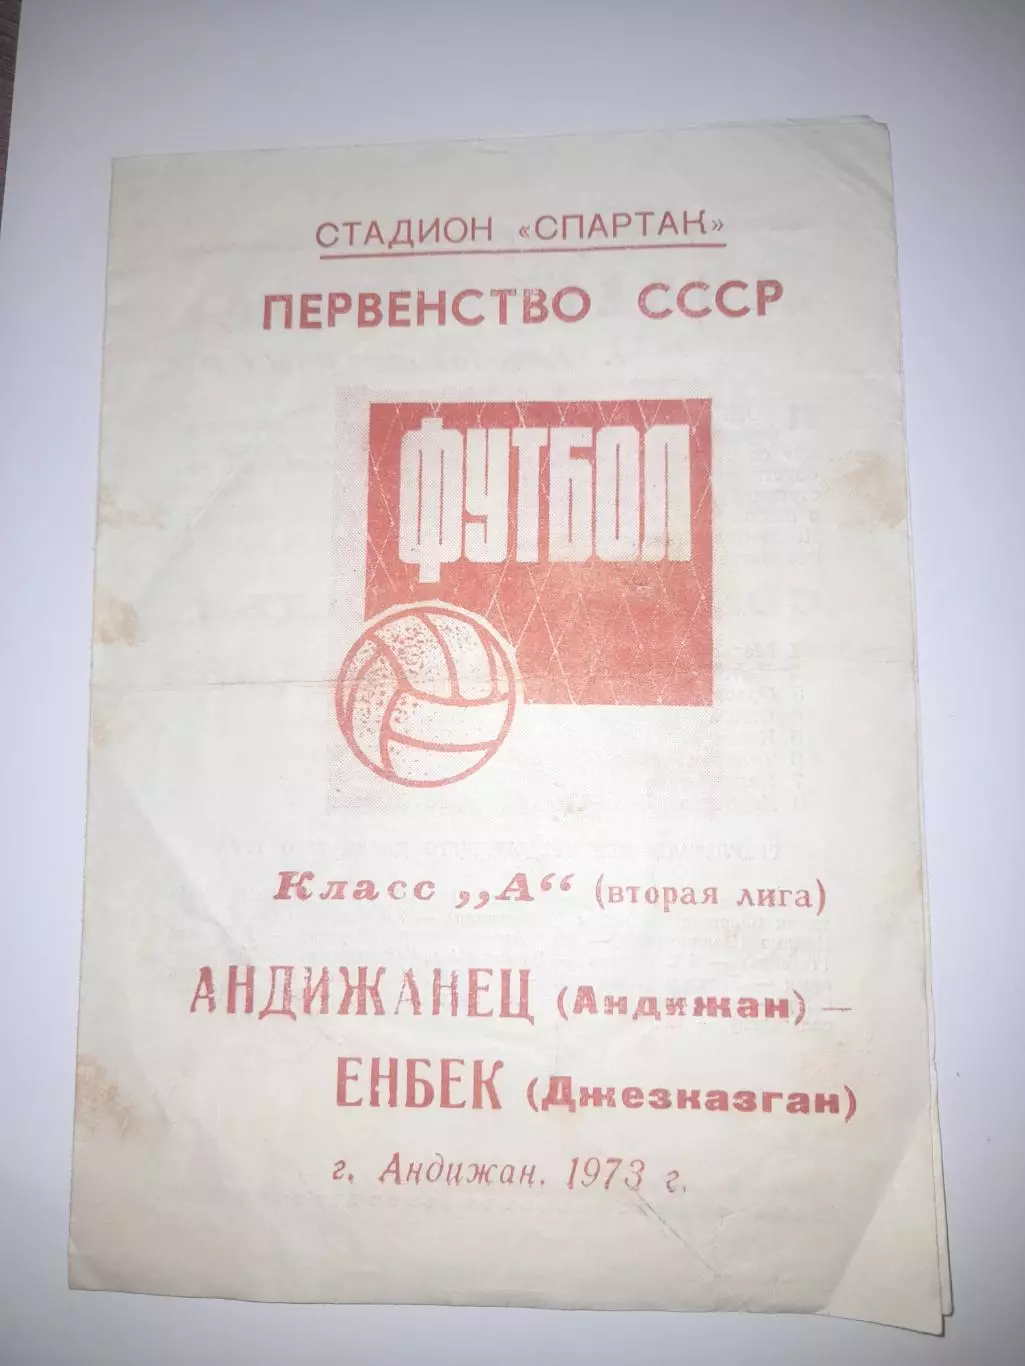 СТАДИОН «СПАРТАК»
ПЕРВЕНСТВО СССР
ФУТБОЛ
Класс „А“ (вторая лига)
АНДИЖАНЕЦ (Андижан) —
ЕНБЕК (Джезказган)
г. Андижан. 1973 г.